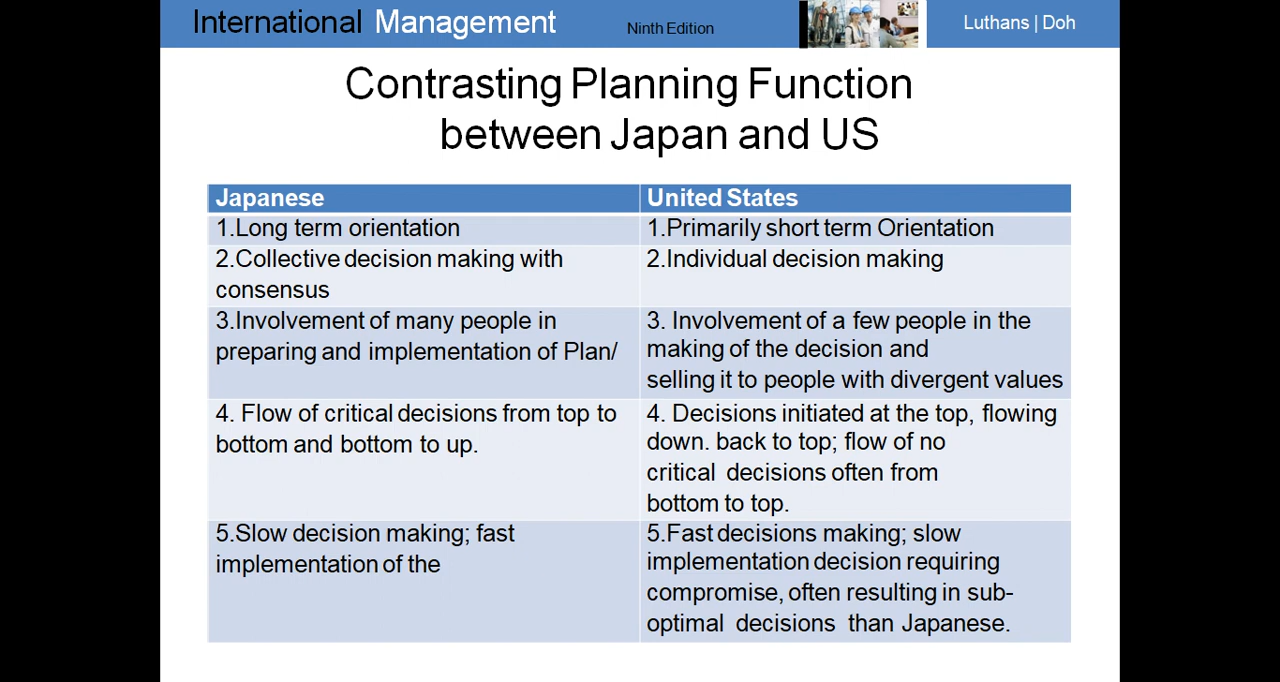 International Management
Ninth Edition
Luthans | Doh
Contrasting Planning Function
between Japan and US
Japanese
United States
1.Long term orientation
1.Primarily short term Orientation
2.Collective decision making with
consensus
2.Individual decision making
3.Involvement of many people in
preparing and implementation of Plan/
3. Involvement of a few people in the
making of the decision and
selling it to people with divergent values
4. Flow of critical decisions from top to
bottom and bottom to up.
4. Decisions initiated at the top, flowing
down. back to top; flow of no
critical decisions often from
bottom to top.
5.Slow decision making; fast
implementation of the
5.Fast decisions making; slow
implementation decision requiring
compromise, often resulting in sub-
optimal decisions than Japanese.